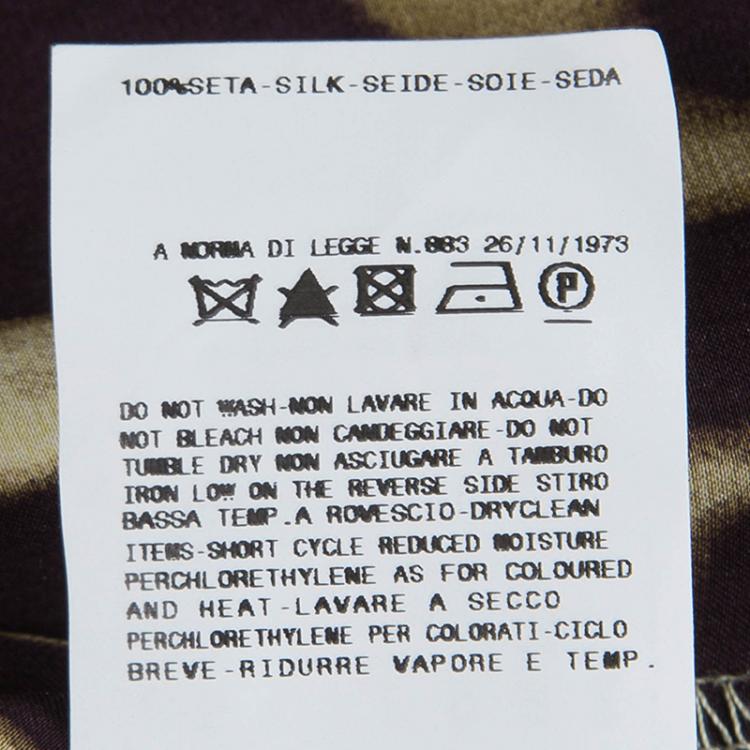 100%SETA-SILK-SEIDE-SOIE-SEDA
A NORMA DI LEGGE N.883 26/11/1973
P
DO NOT WASH-NON LAVARE IN ACQUA-DO
NOT BLEACH NON CANDEGGIARE-DO NOT
TUMBLE DRY NON ASCIUGARE A TAMBURO
IRON LOW ON THE REVERSE SIDE STIRO
BASSA TEMP.A ROVESCIO-DRYCLEAN
ITEMS-SHORT CYCLE REDUCED MOISTURE
PERCHLORETHYLENE AS FOR COLOURED
AND HEAT-LAVARE A SECCO
PERCHLORETHYLENE PER COLORATI-CICLO
BREVE-RIDURRE VAPORE E TEMP.